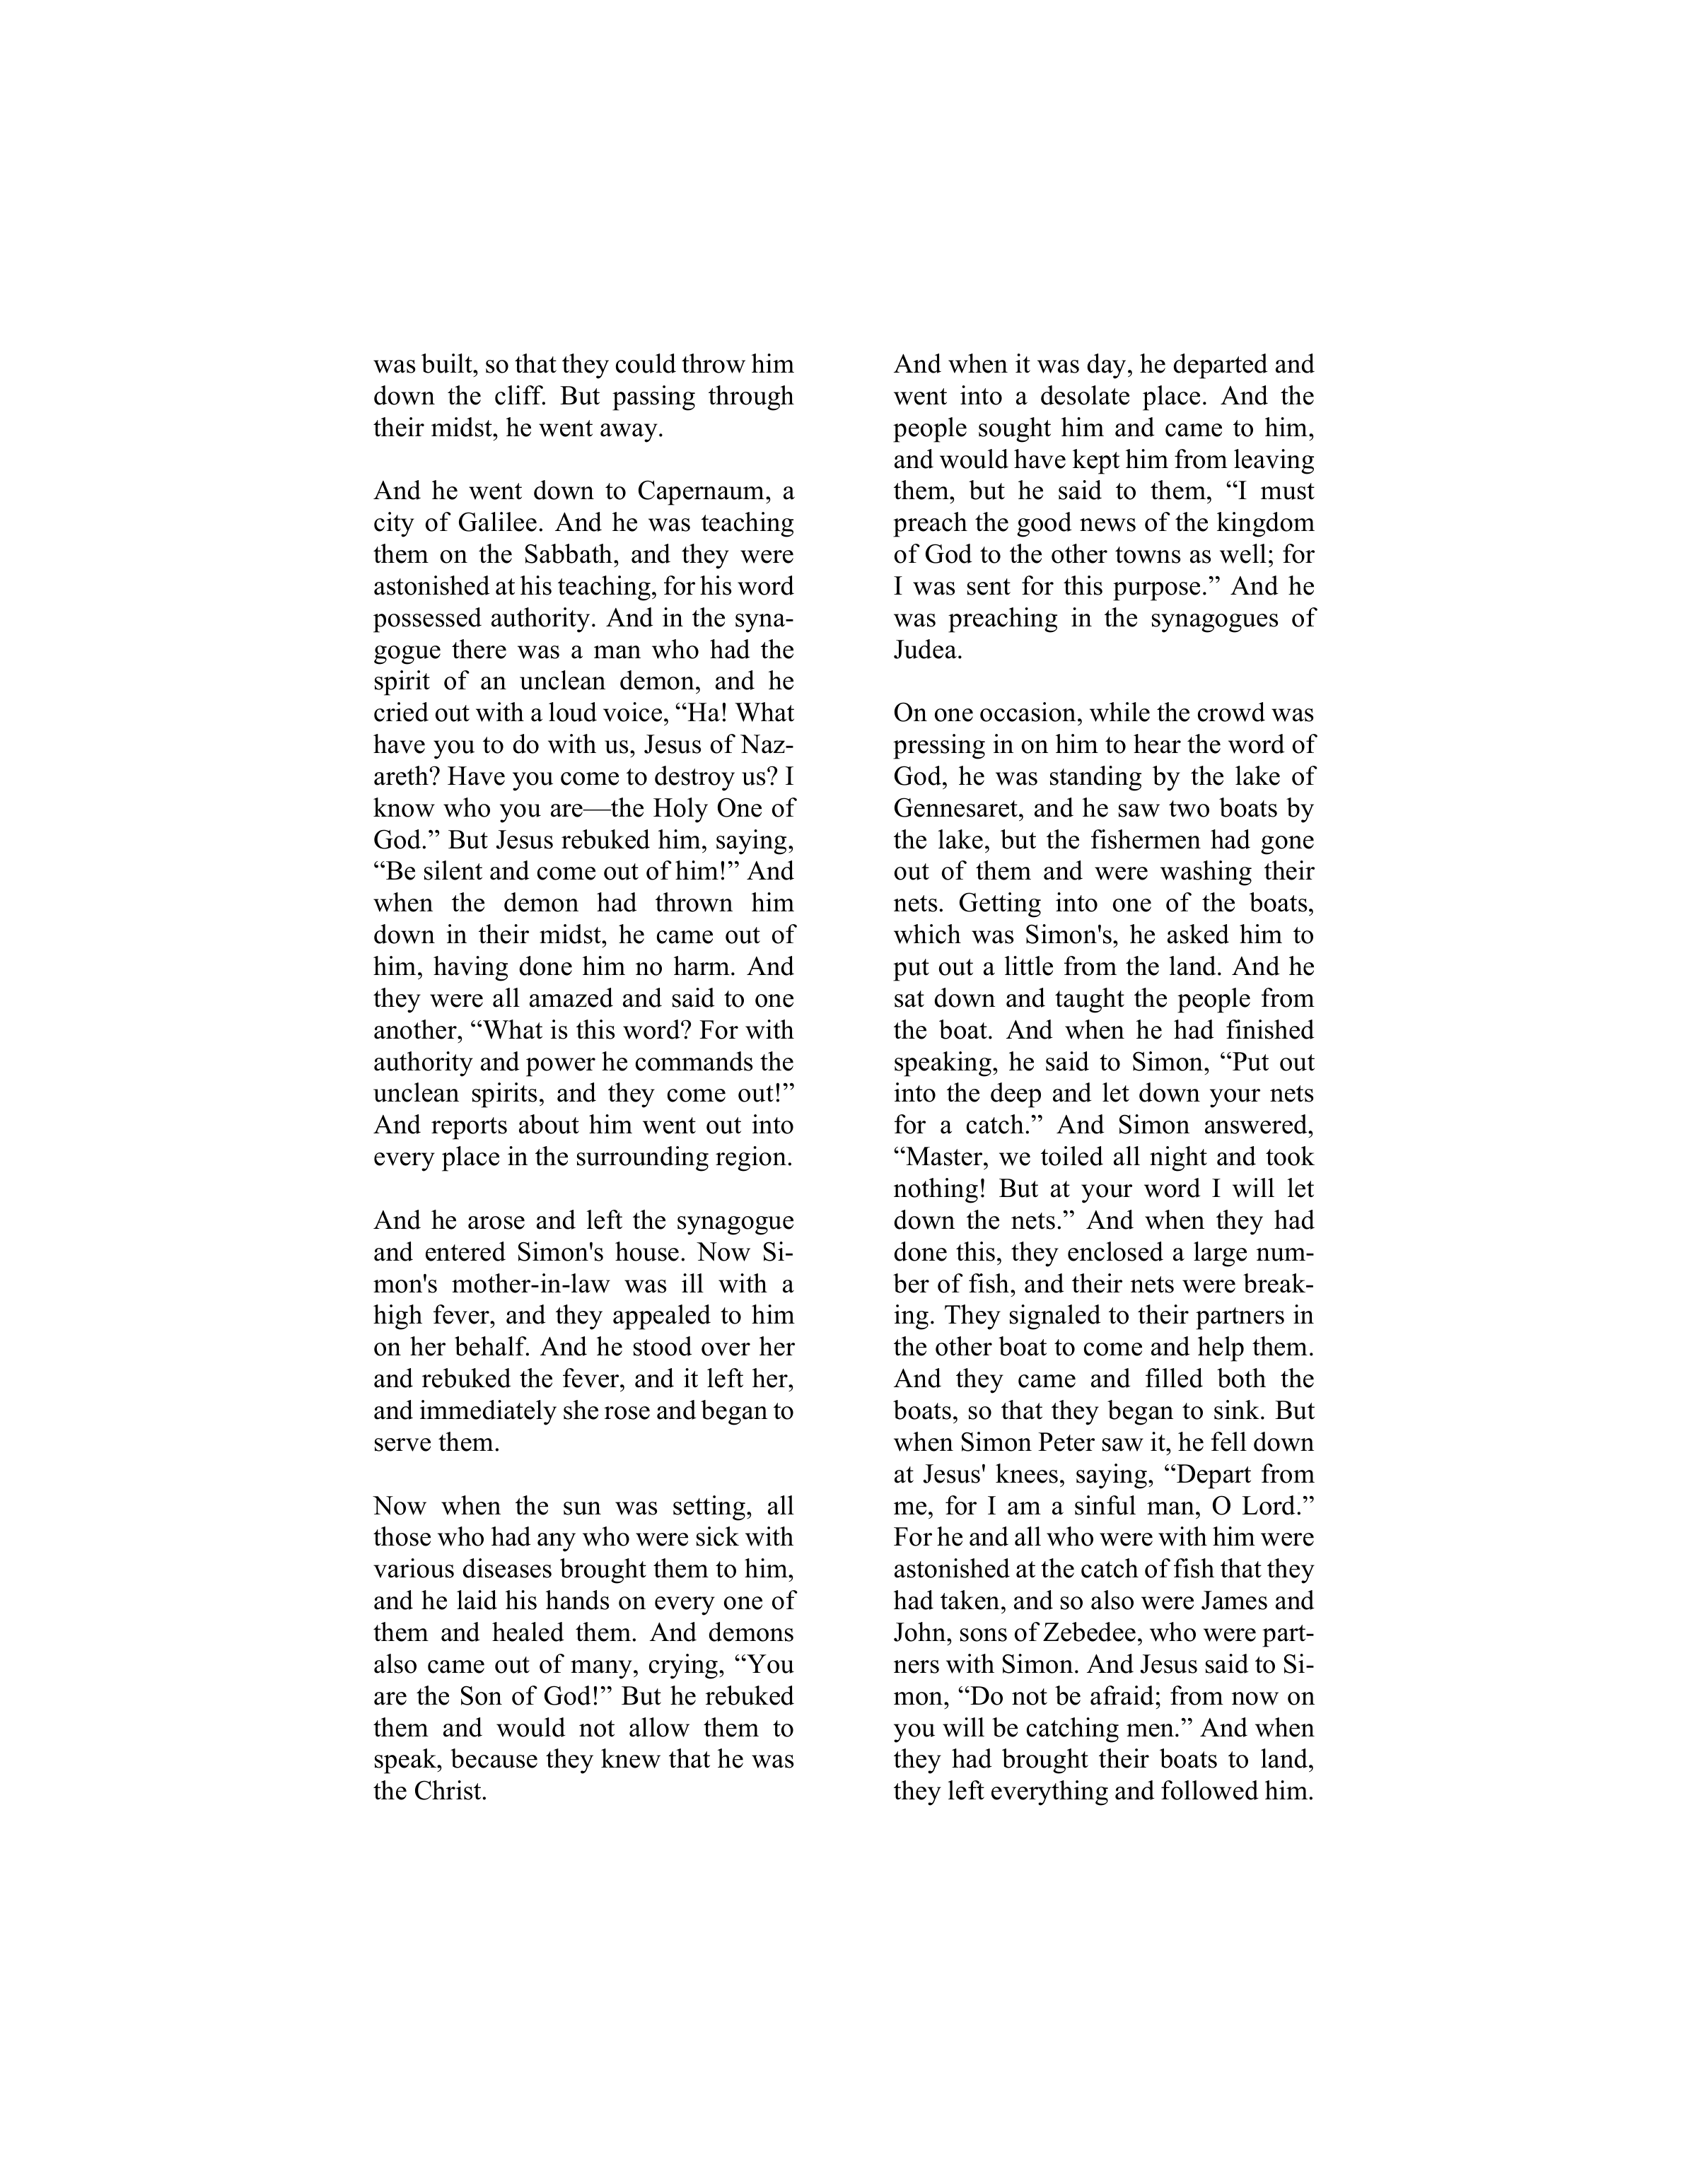 was built, so that they could throw him
down the cliff. But passing through
their midst, he went away.
And he went down to Capernaum, a
city of Galilee. And he was teaching
them on the Sabbath, and they were
astonished at his teaching, for his word
possessed authority. And in the syna-
gogue there was a man who had the
spirit of an unclean demon, and he
cried out with a loud voice, “Ha! What
have you to do with us, Jesus of Naz-
areth? Have you come to destroy us? I
know who you are—the Holy One of
God.” But Jesus rebuked him, saying,
“Be silent and come out of him!” And
when the demon had thrown him
down in their midst, he came out of
him, having done him no harm. And
they were all amazed and said to one
another, “What is this word? For with
authority and power he commands the
unclean spirits, and they come out!”
And reports about him went out into
every place in the surrounding region.
And he arose and left the synagogue
and entered Simon's house. Now Si-
mon's mother-in-law was ill with a
high fever, and they appealed to him
on her behalf. And he stood over her
and rebuked the fever, and it left her,
and immediately she rose and began to
serve them.
Now when the sun was setting, all
those who had any who were sick with
various diseases brought them to him,
and he laid his hands on every one of
them and healed them. And demons
also came out of many, crying, “You
are the Son of God!” But he rebuked
them and would not allow them to
speak, because they knew that he was
the Christ.
And when it was day, he departed and
went into a desolate place. And the
people sought him and came to him,
and would have kept him from leaving
them, but he said to them, “I must
preach the good news of the kingdom
of God to the other towns as well; for
I was sent for this purpose.” And he
was preaching in the synagogues of
Judea.
On one occasion, while the crowd was
pressing in on him to hear the word of
God, he was standing by the lake of
Gennesaret, and he saw two boats by
the lake, but the fishermen had gone
out of them and were washing their
nets. Getting into one of the boats,
which was Simon's, he asked him to
put out a little from the land. And he
sat down and taught the people from
the boat. And when he had finished
speaking, he said to Simon, “Put out
into the deep and let down your nets
for a catch.” And Simon answered,
“Master, we toiled all night and took
nothing! But at your word I will let
down the nets.” And when they had
done this, they enclosed a large num-
ber of fish, and their nets were break-
ing. They signaled to their partners in
the other boat to come and help them.
And they came and filled both the
boats, so that they began to sink. But
when Simon Peter saw it, he fell down
at Jesus' knees, saying, “Depart from
me, for I am a sinful man, O Lord.”
For he and all who were with him were
astonished at the catch of fish that they
had taken, and so also were James and
John, sons of Zebedee, who were part-
ners with Simon. And Jesus said to Si-
mon, “Do not be afraid; from now on
you will be catching men.” And when
they had brought their boats to land,
they left everything and followed him.